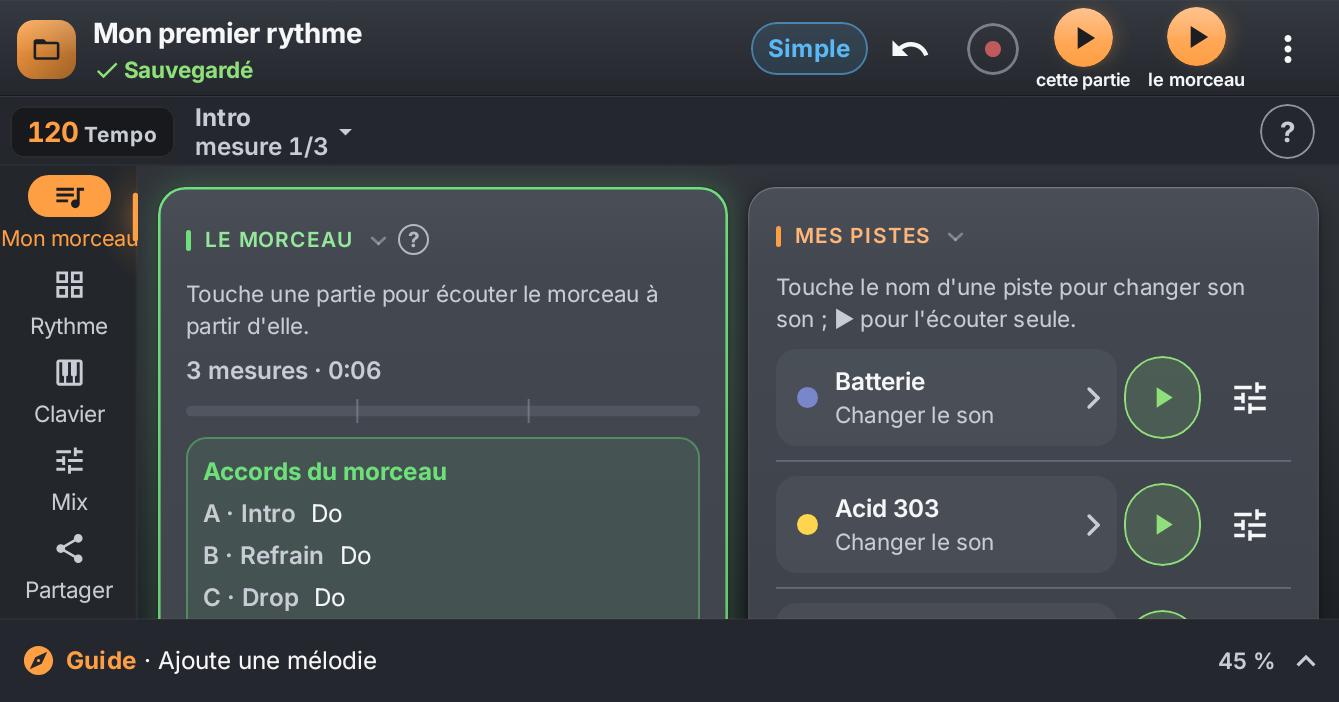 Mon premier rythme
Sauvegardé
Simple
cette partie
le morceau
120 Tempo
Intro
mesure 1/3
?
Mon morceau
Rythme
Clavier
Mix
Partager
LE MORCEAU
?
Touche une partie pour écouter le morceau à
partir d'elle.
3 mesures · 0:06
Accords du morceau
A · Intro Do
B · Refrain Do
C · Drop Do
MES PISTES
Touche le nom d'une piste pour changer son
son ; ▶ pour l'écouter seule.
Batterie
Changer le son
Acid 303
Changer le son
Guide · Ajoute une mélodie
45 %